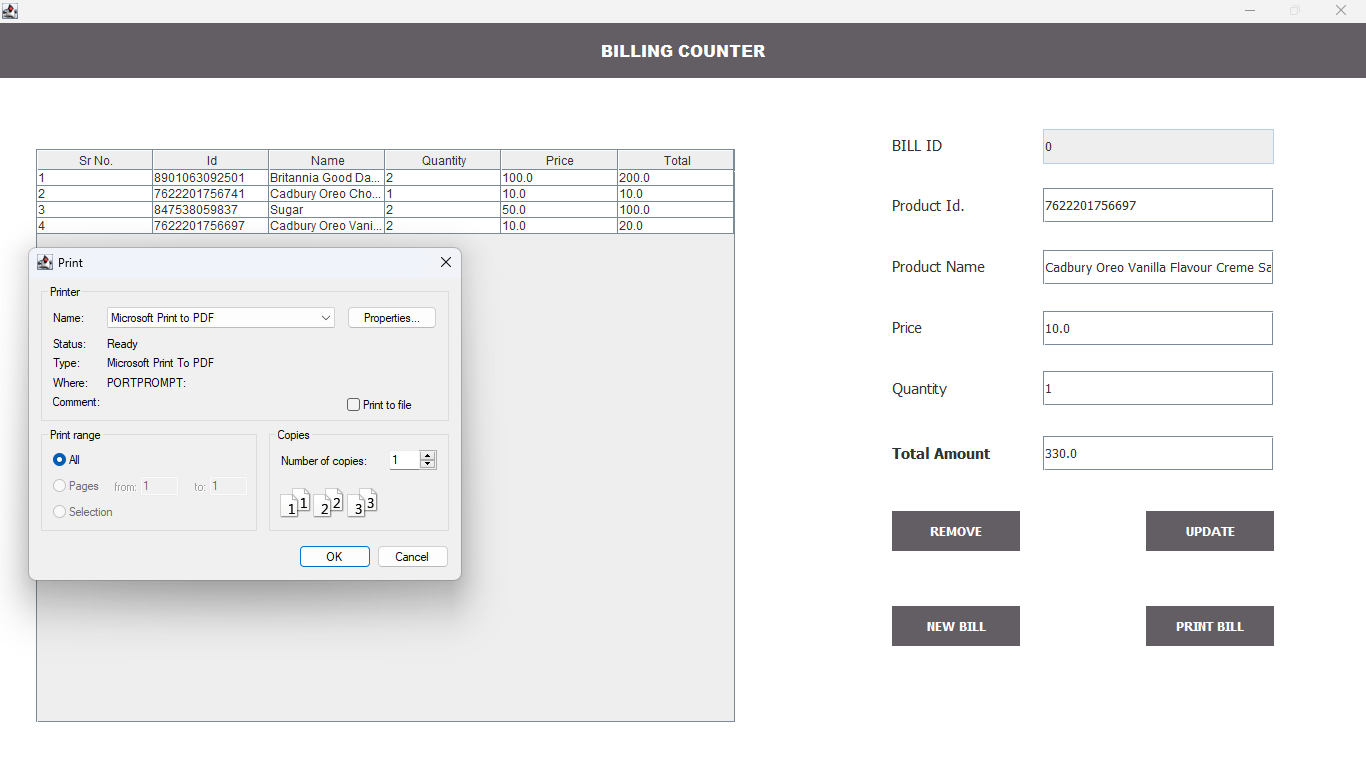 BILLING COUNTER
Sr No. Id Name Quantity Price Total
1 8901063092501 Britannia Good Da... 2 100.0 200.0
2 7622201756741 Cadbury Oreo Cho... 1 10.0 10.0
3 847538059837 Sugar 2 50.0 100.0
4 7622201756697 Cadbury Oreo Vani... 2 10.0 20.0
Print
Printer
Name: Microsoft Print to PDF Properties...
Status: Ready
Type: Microsoft Print To PDF
Where: PORTPROMPT:
Comment:
Print to file
Print range
All
Pages from: 1 to: 1
Selection
Copies
Number of copies: 1
1 1 2 2 3 3
OK Cancel
BILL ID 0
Product Id. 7622201756697
Product Name Cadbury Oreo Vanilla Flavour Creme Sa
Price 10.0
Quantity 1
Total Amount 330.0
REMOVE UPDATE
NEW BILL PRINT BILL